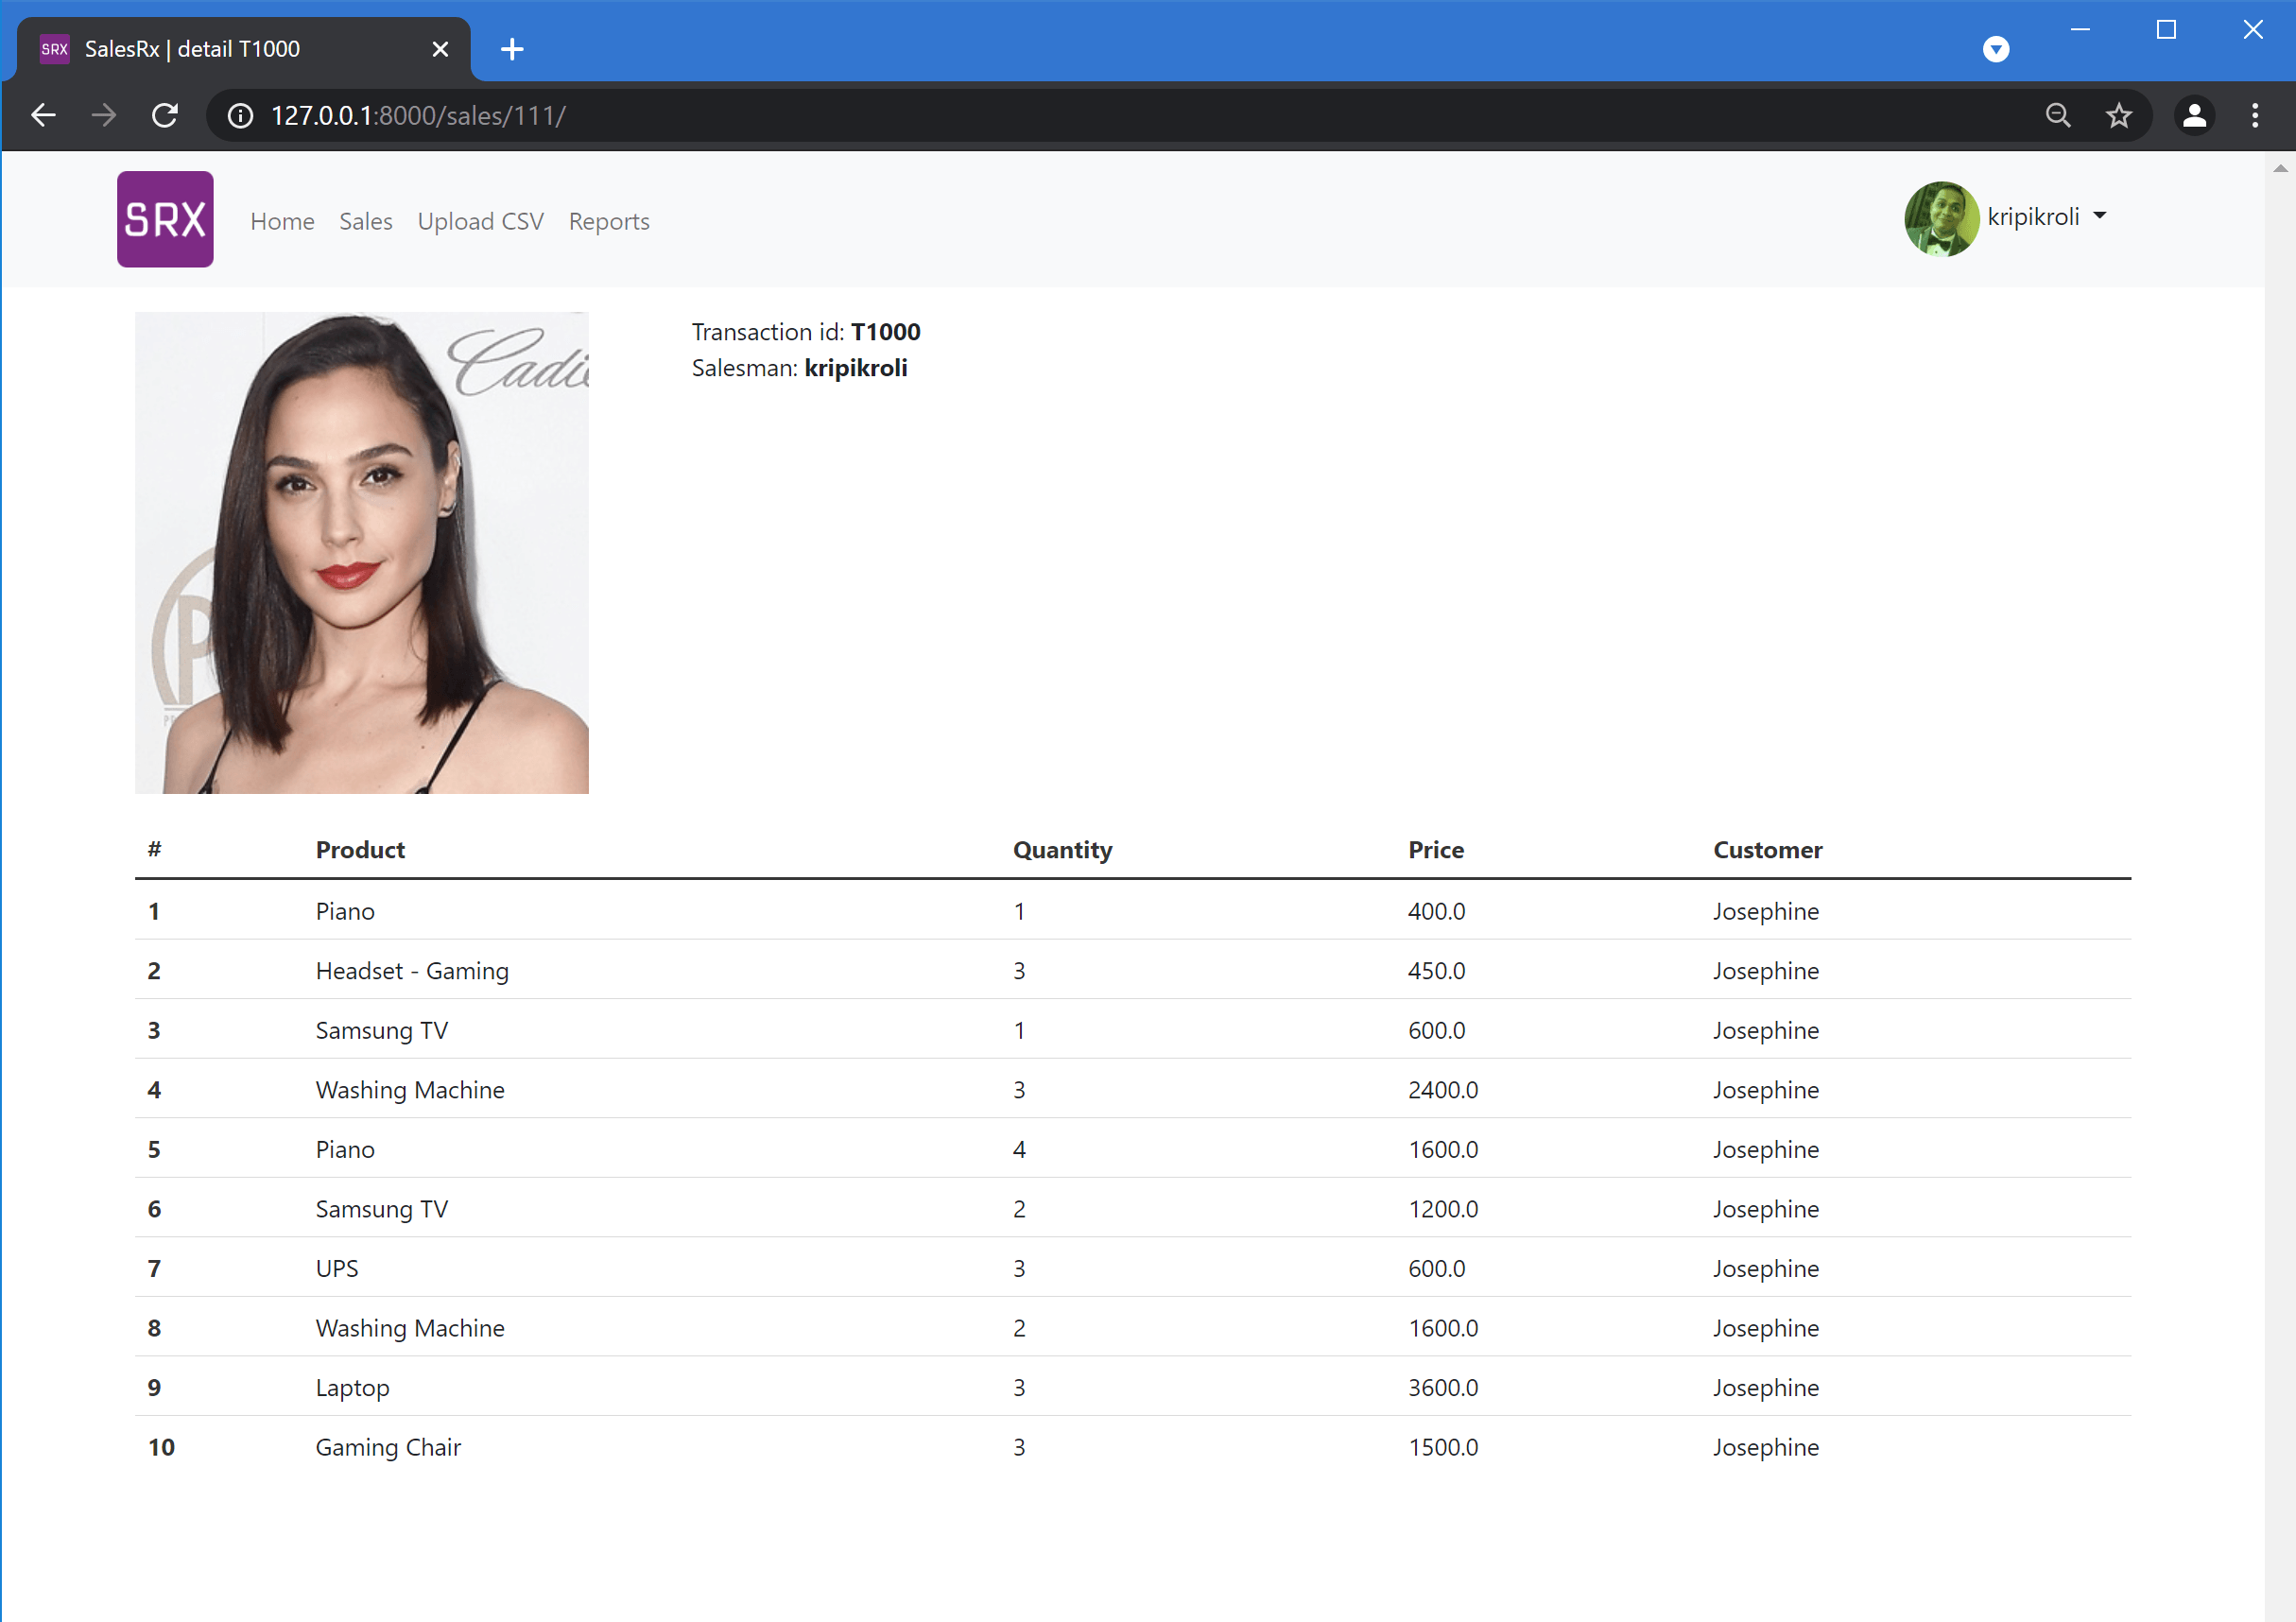 SRX SalesRx | detail T1000
127.0.0.1:8000/sales/111/
SRX Home Sales Upload CSV Reports kripikroli
Transaction id: T1000
Salesman: kripikroli
# Product Quantity Price Customer
1 Piano 1 400.0 Josephine
2 Headset - Gaming 3 450.0 Josephine
3 Samsung TV 1 600.0 Josephine
4 Washing Machine 3 2400.0 Josephine
5 Piano 4 1600.0 Josephine
6 Samsung TV 2 1200.0 Josephine
7 UPS 3 600.0 Josephine
8 Washing Machine 2 1600.0 Josephine
9 Laptop 3 3600.0 Josephine
10 Gaming Chair 3 1500.0 Josephine